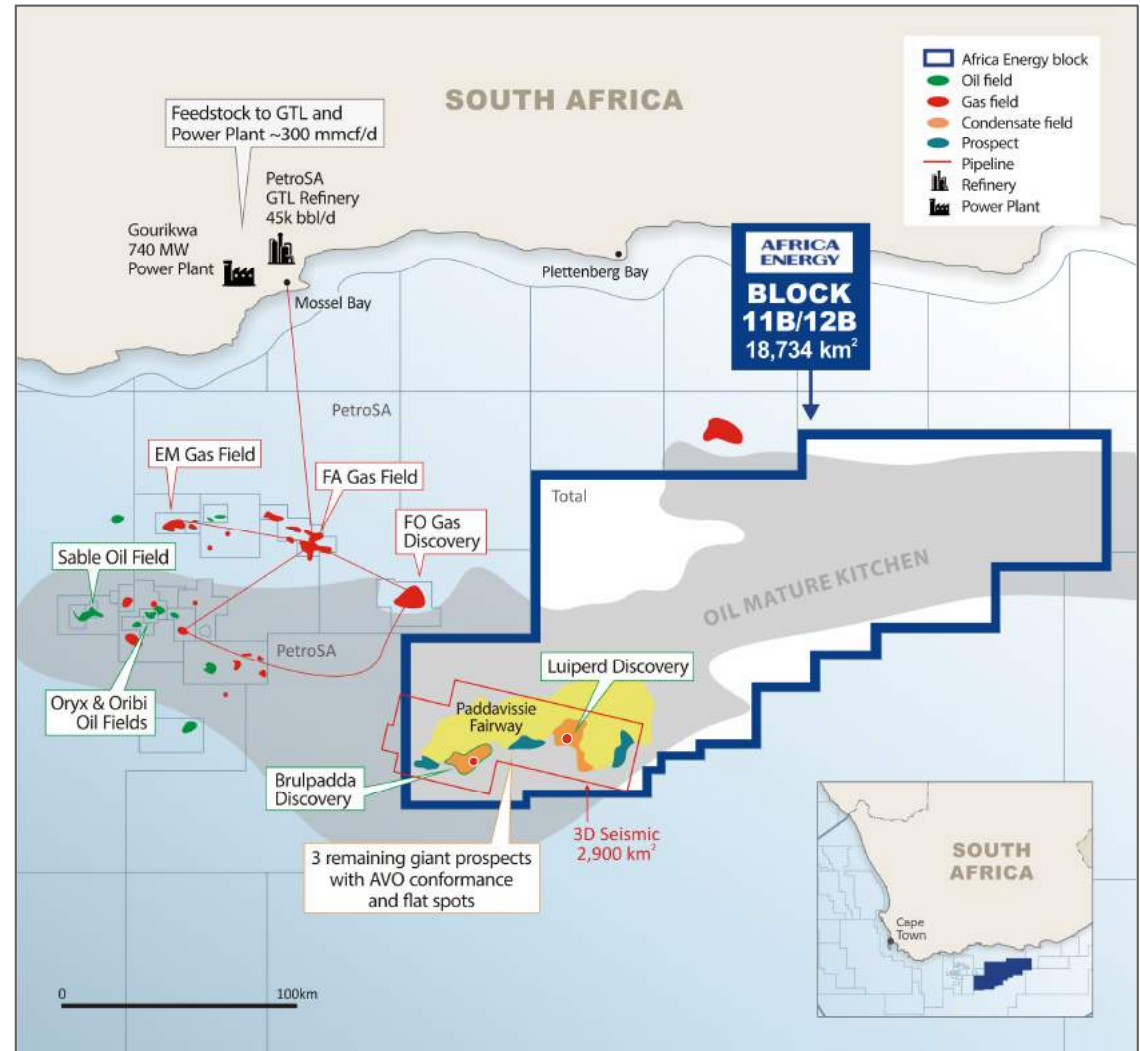 SOUTH AFRICA
Africa Energy block
Oil field
Gas field
Condensate field
Prospect
Pipeline
Refinery
Power Plant
Feedstock to GTL and
Power Plant ~300 mmcf/d
PetroSA
GTL Refinery
45k bbl/d
Gourikwa
740 MW
Power Plant
Mossel Bay
Plettenberg Bay
AFRICA
ENERGY
BLOCK
11B/12B
18,734 km²
PetroSA
EM Gas Field
FA Gas Field
FO Gas
Discovery
Total
Sable Oil Field
OIL MATURE KITCHEN
PetroSA
Oryx & Oribi
Oil Fields
Luiperd Discovery
Paddavissie
Fairway
Brulpadda
Discovery
3D Seismic
2,900 km²
3 remaining giant prospects
with AVO conformance
and flat spots
0 100km
SOUTH
AFRICA
Cape
Town